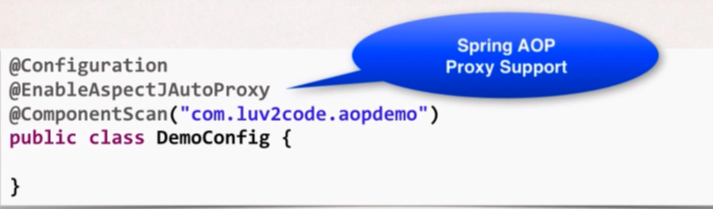 Spring AOP
Proxy Support
@Configuration
@EnableAspectJAutoProxy
@ComponentScan("com.luv2code.aopdemo")
public class DemoConfig {
}